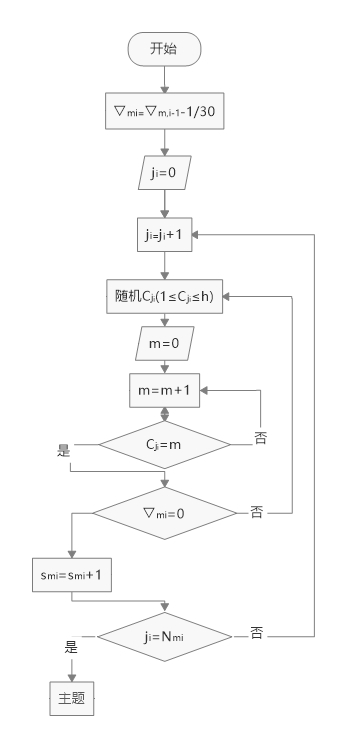 开始
▽mi=▽m,i-1-1/30
ji=0
ji=ji+1
随机Cji(1≤Cji≤h)
m=0
m=m+1
Cji=m
是
否
▽mi=0
否
smi=smi+1
ji=Nmi
否
是
主题